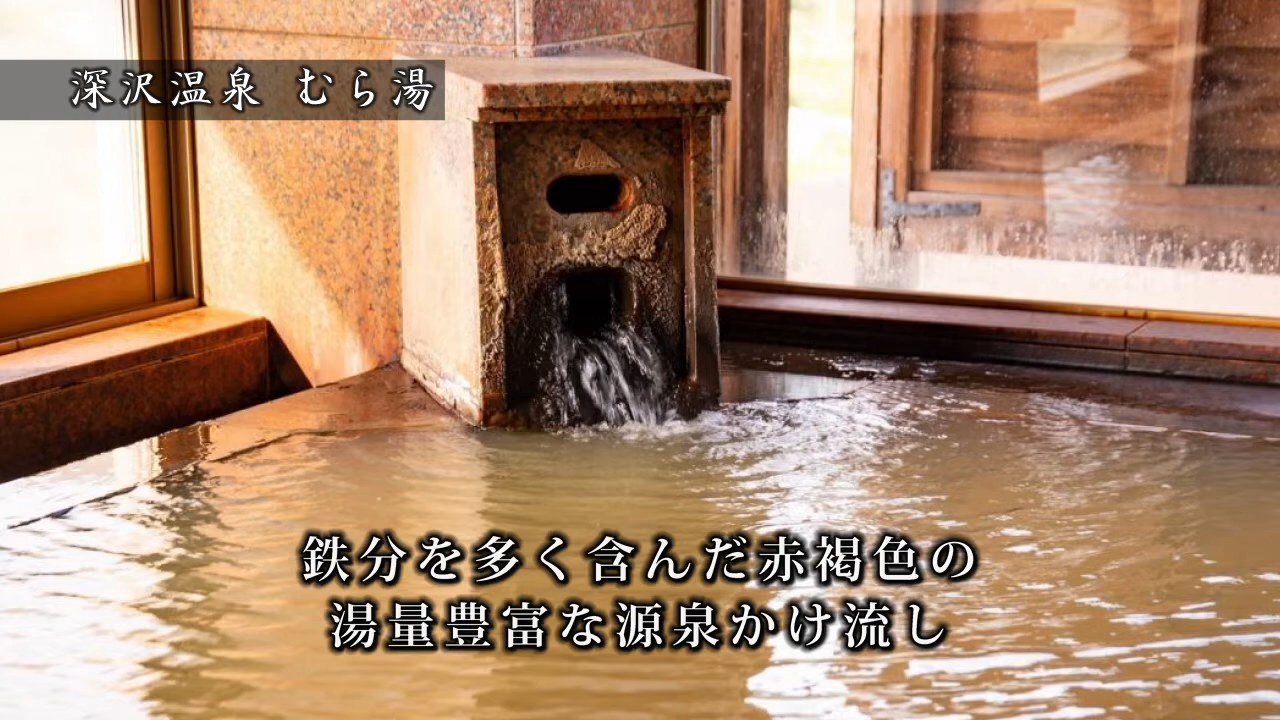 深沢温泉 むら湯
鉄分を多く含んだ赤褐色の
湯量豊富な源泉かけ流し